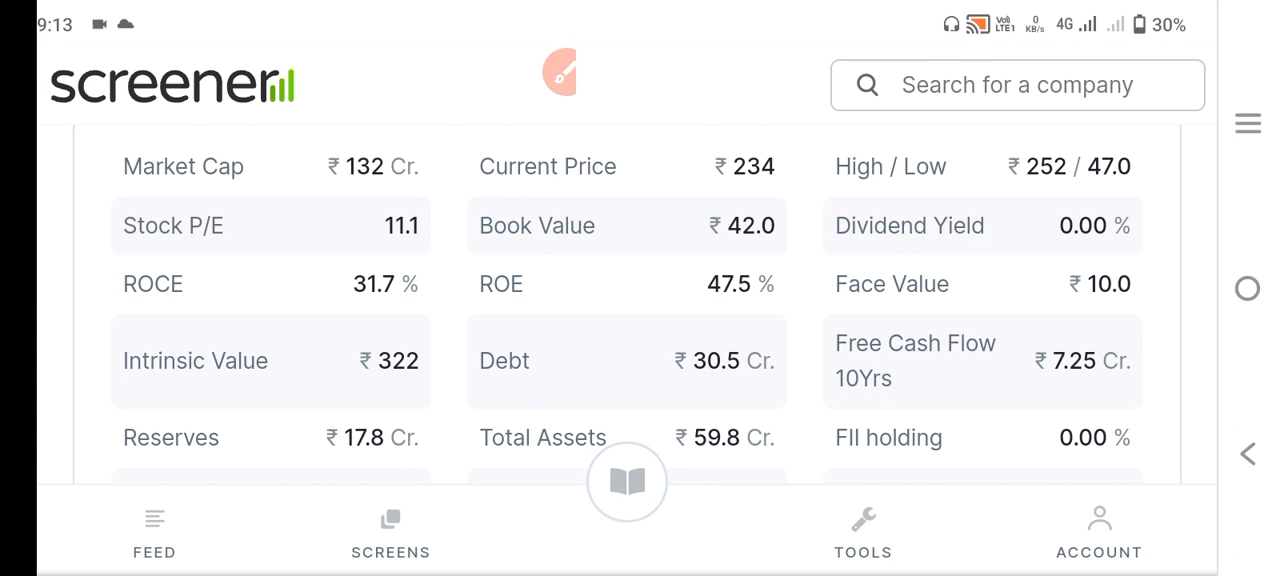 9:13 Vo) LTE1 0 KB/s 4G 30%
screener Search for a company
Market Cap ₹ 132 Cr. Current Price ₹ 234 High / Low ₹ 252 / 47.0
Stock P/E 11.1 Book Value ₹ 42.0 Dividend Yield 0.00 %
ROCE 31.7 % ROE 47.5 % Face Value ₹ 10.0
Intrinsic Value ₹ 322 Debt ₹ 30.5 Cr. Free Cash Flow 10Yrs ₹ 7.25 Cr.
Reserves ₹ 17.8 Cr. Total Assets ₹ 59.8 Cr. FII holding 0.00 %
FEED SCREENS TOOLS ACCOUNT